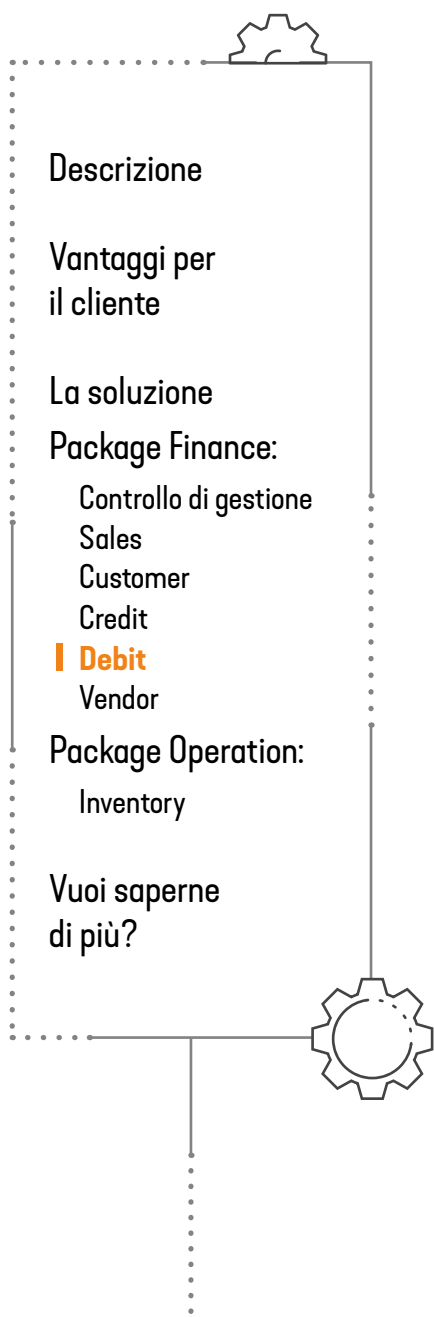 Descrizione
Vantaggi per
il cliente
La soluzione
Package Finance:
Controllo di gestione
Sales
Customer
Credit
Debit
Vendor
Package Operation:
Inventory
Vuoi saperne
di più?